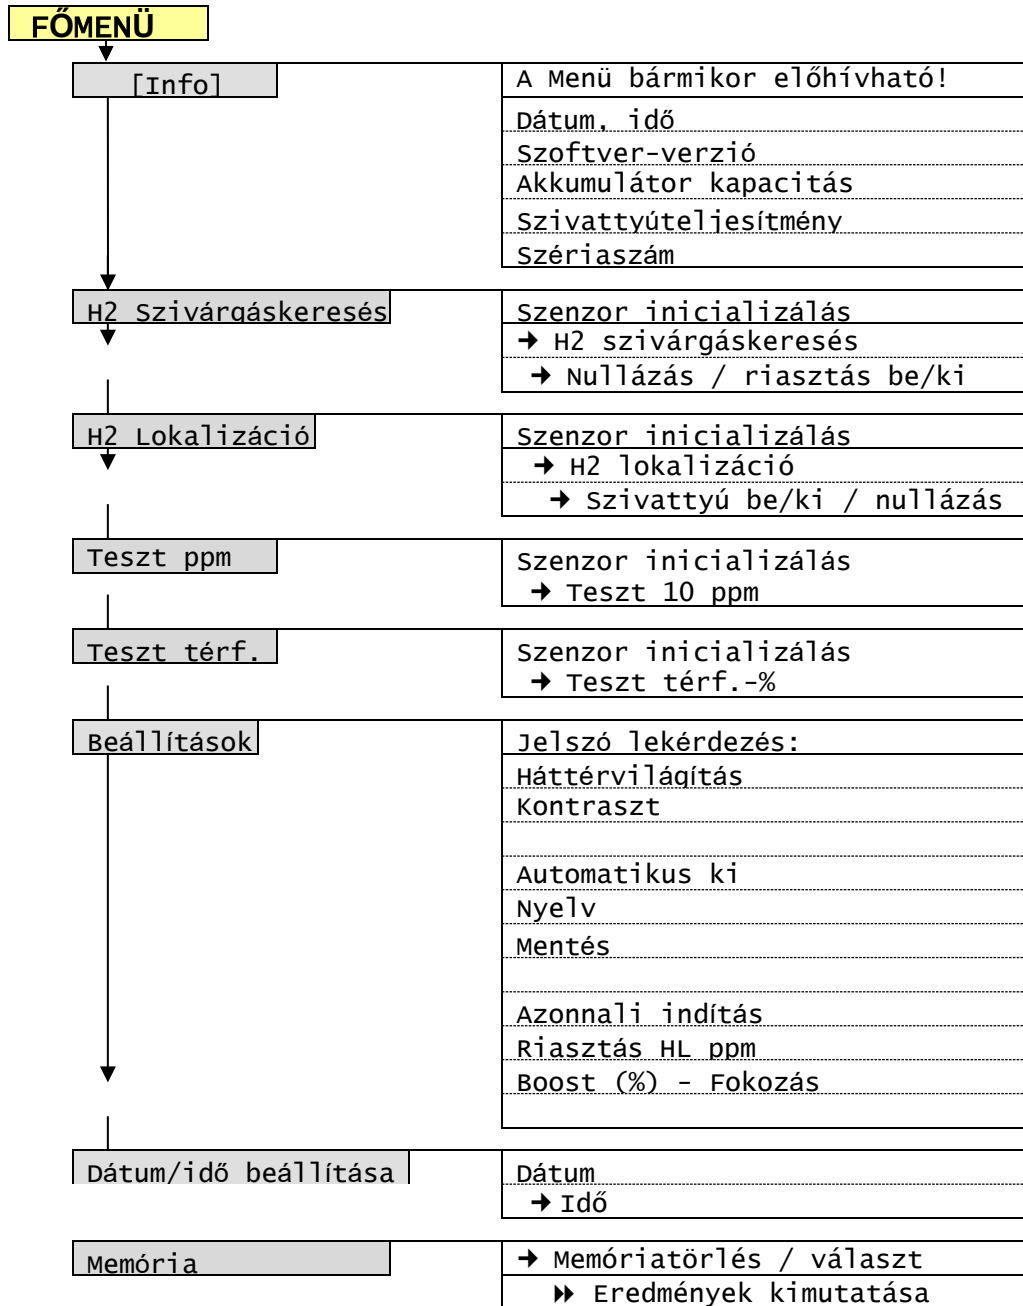 FŐMENÜ
[Info]
A Menü bármikor előhívható!
Dátum, idő
Szoftver-verzió
Akkumulátor kapacitás
Szivattyúteljesítmény
Szériaszám
H2 Szivárgáskeresés
Szenzor inicializálás
➔ H2 szivárgáskeresés
➔ Nullázás / riasztás be/ki
H2 Lokalizáció
Szenzor inicializálás
➔ H2 lokalizáció
➔ Szivattyú be/ki / nullázás
Teszt ppm
Szenzor inicializálás
➔ Teszt 10 ppm
Teszt térf.
Szenzor inicializálás
➔ Teszt térf.-%
Beállítások
Jelszó lekérdezés:
Háttérvilágítás
Kontraszt
Automatikus ki
Nyelv
Mentés
Azonnali indítás
Riasztás HL ppm
Boost (%) - Fokozás
Dátum/idő beállítása
Dátum
➔ Idő
Memória
➔ Memóriatörlés / választ
⏩ Eredmények kimutatása